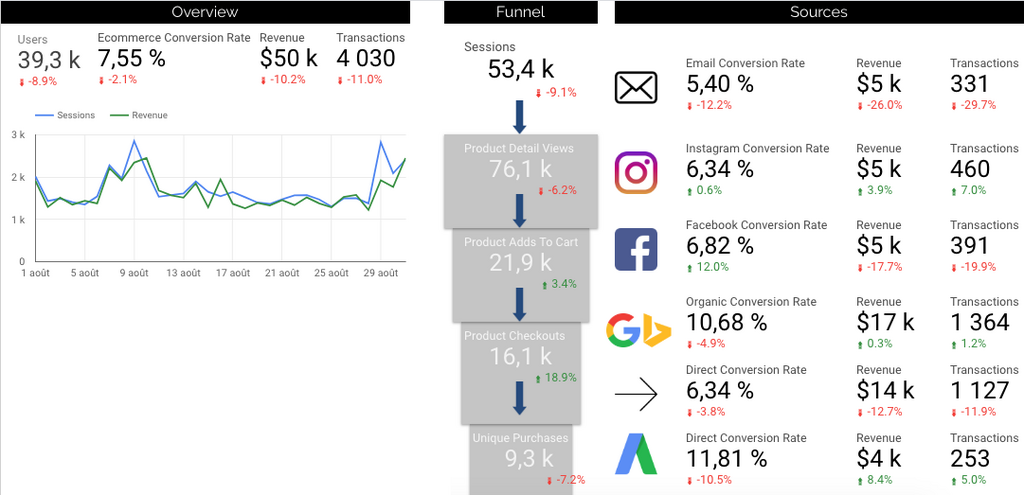 Overview
Users
39,3 k
-8.9%
Ecommerce Conversion Rate
7,55 %
-2.1%
Revenue
$50 k
-10.2%
Transactions
4 030
-11.0%
Sessions
Revenue
3 k
2 k
1 k
0
1 août
5 août
9 août
13 août
17 août
21 août
25 août
29 août
Funnel
Sessions
53,4 k
-9.1%
Product Detail Views
76,1 k
-6.2%
Product Adds To Cart
21,9 k
3.4%
Product Checkouts
16,1 k
18.9%
Unique Purchases
9,3 k
-7.2%
Sources
Email Conversion Rate
5,40 %
-12.2%
Revenue
$5 k
-26.0%
Transactions
331
-29.7%
Instagram Conversion Rate
6,34 %
0.6%
Revenue
$5 k
3.9%
Transactions
460
7.0%
Facebook Conversion Rate
6,82 %
12.0%
Revenue
$5 k
-17.7%
Transactions
391
-19.9%
Organic Conversion Rate
10,68 %
-4.9%
Revenue
$17 k
0.3%
Transactions
1 364
1.2%
Direct Conversion Rate
6,34 %
-3.8%
Revenue
$14 k
-12.7%
Transactions
1 127
-11.9%
Direct Conversion Rate
11,81 %
-10.5%
Revenue
$4 k
8.4%
Transactions
253
5.0%